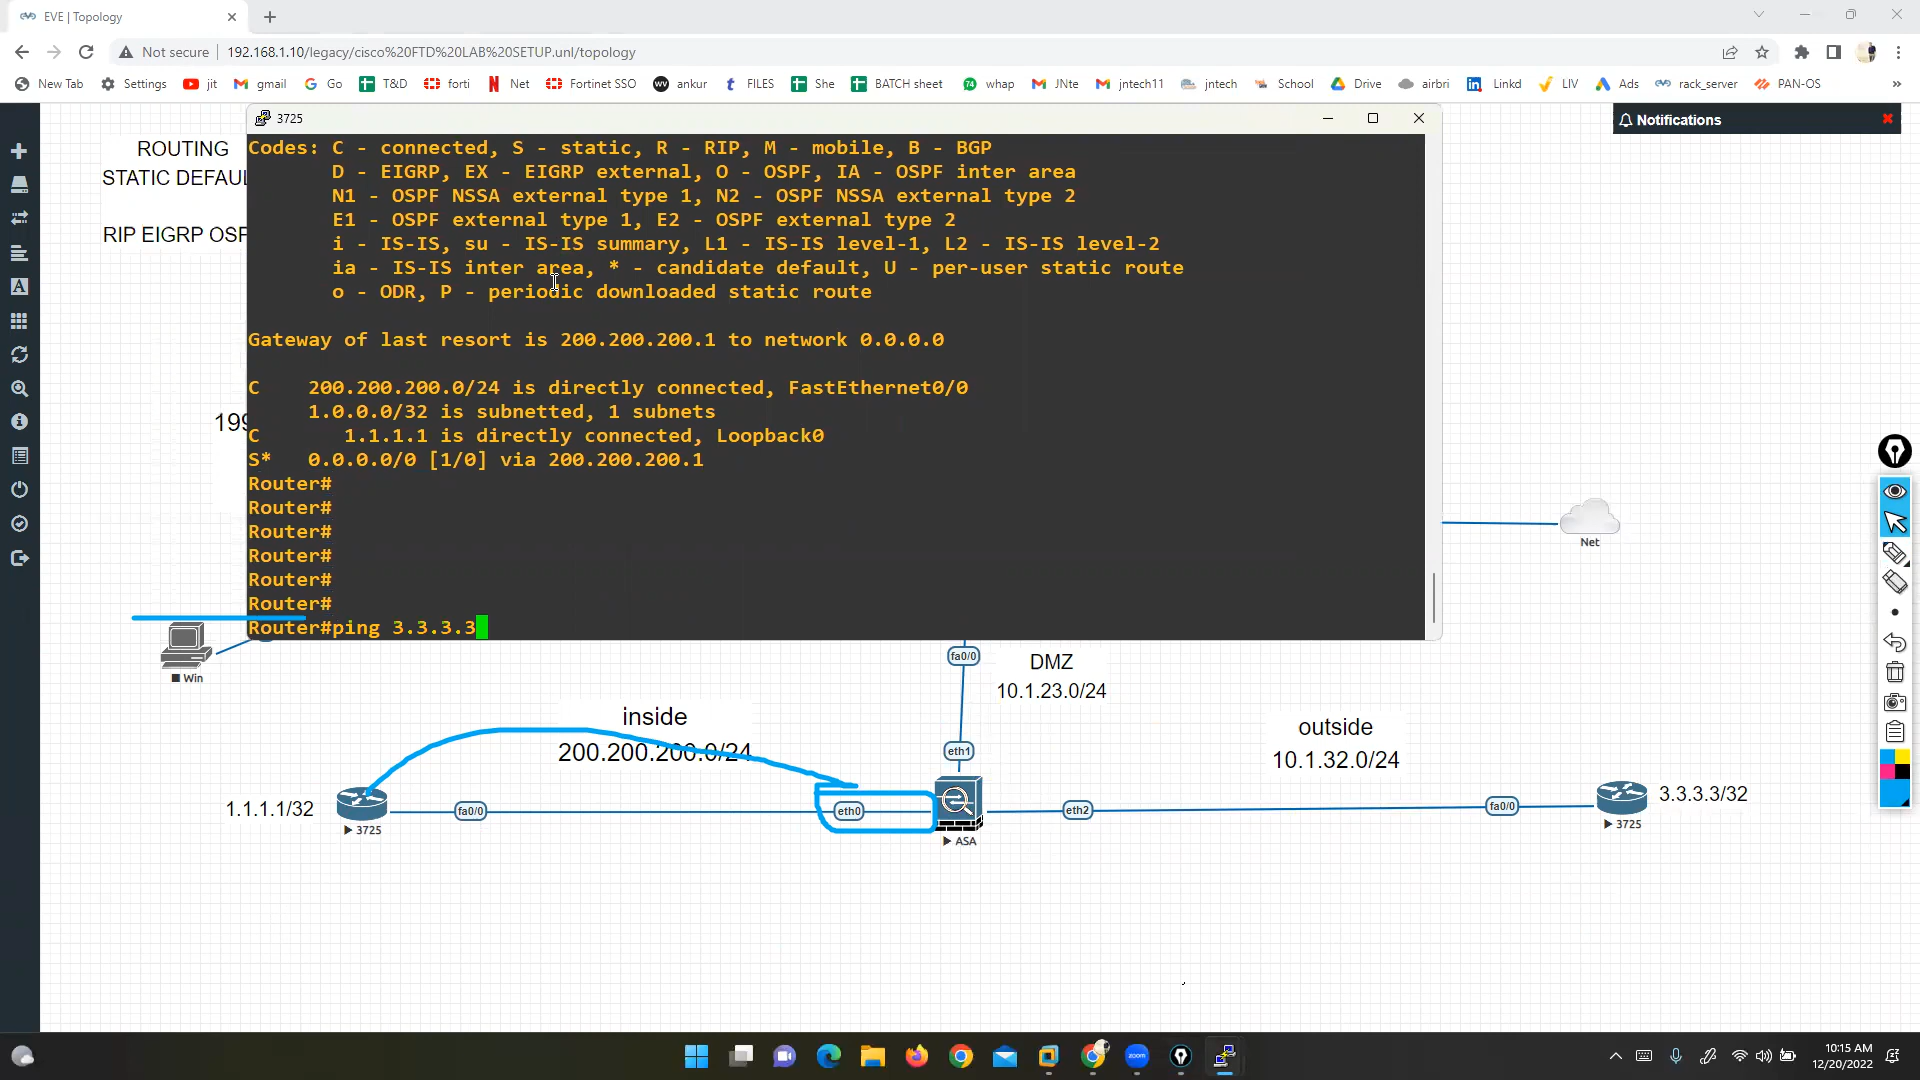 EVE | Topology
Not secure
192.168.1.10/legacy/cisco%20FTD%20LAB%20SETUP.unl/topology
New Tab
Settings
jit
gmail
Go
T&D
forti
Net
Fortinet SSO
ankur
FILES
She
BATCH sheet
whap
JNte
jntech11
jntech
School
Drive
airbri
Linkd
LIV
Ads
rack_server
PAN-OS
»
Notifications
ROUTING
STATIC DEFAUL
RIP EIGRP OSP
199
3725
Codes: C - connected, S - static, R - RIP, M - mobile, B - BGP
D - EIGRP, EX - EIGRP external, O - OSPF, IA - OSPF inter area
N1 - OSPF NSSA external type 1, N2 - OSPF NSSA external type 2
E1 - OSPF external type 1, E2 - OSPF external type 2
i - IS-IS, su - IS-IS summary, L1 - IS-IS level-1, L2 - IS-IS level-2
ia - IS-IS inter area, * - candidate default, U - per-user static route
o - ODR, P - periodic downloaded static route
Gateway of last resort is 200.200.200.1 to network 0.0.0.0
C 200.200.200.0/24 is directly connected, FastEthernet0/0
1.0.0.0/32 is subnetted, 1 subnets
C 1.1.1.1 is directly connected, Loopback0
S* 0.0.0.0/0 [1/0] via 200.200.200.1
Router#
Router#
Router#
Router#
Router#
Router#
Router#ping 3.3.3.3
Net
Win
fa0/0
DMZ
10.1.23.0/24
inside
200.200.200.0/24
eth1
outside
10.1.32.0/24
1.1.1.1/32
fa0/0
eth0
eth2
fa0/0
3.3.3.3/32
3725
ASA
3725
zoom
10:15 AM
12/20/2022